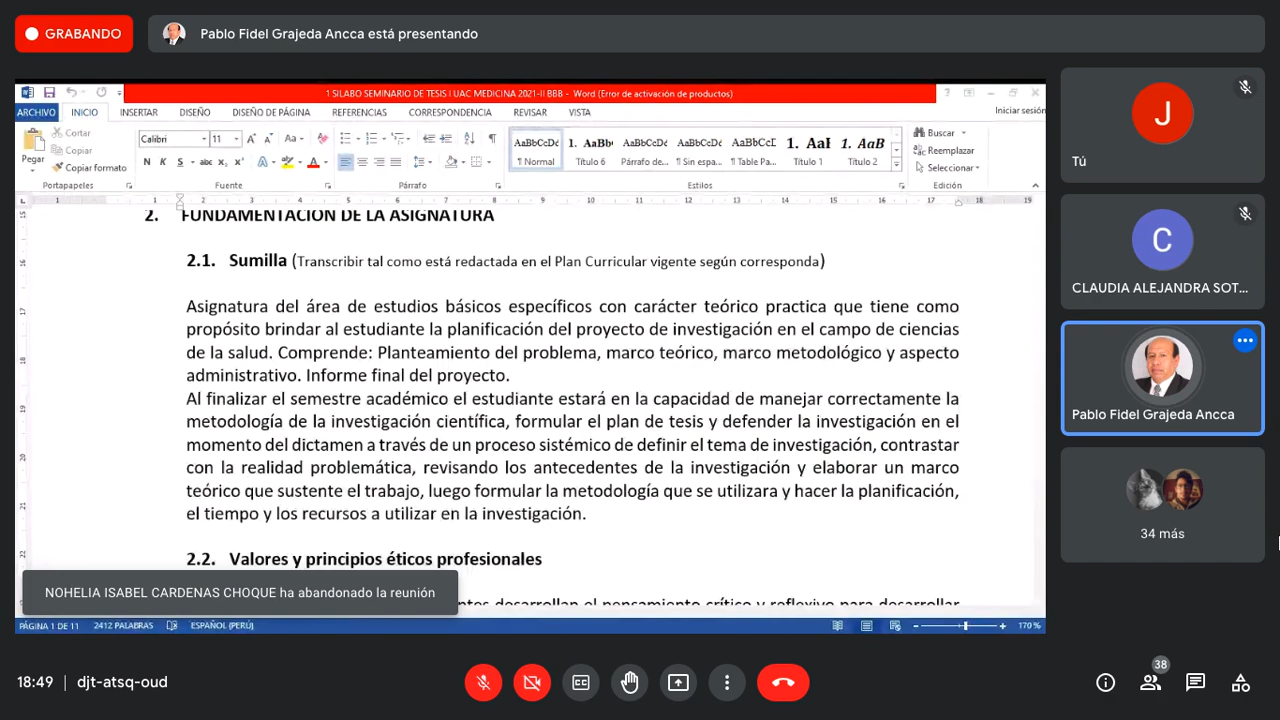 GRABANDO
Pablo Fidel Grajeda Ancca está presentando
1 SILABO SEMINARIO DE TESIS I UAC MEDICINA 2021-II BBB - Word (Error de activación de productos)
ARCHIVO INICIO INSERTAR DISEÑO DISEÑO DE PÁGINA REFERENCIAS CORRESPONDENCIA REVISAR VISTA Iniciar sesión
Pegar
Cortar
Copiar
Copiar formato
Portapapeles
Calibri 11
Fuente
Párrafo
AaBbCcDc AaBbC AaBbCcDc AaBbCcDc AaBbCcDc 1. AaI 1. AaB
¶ Normal Título 6 Párrafo de... ¶ Sin espa... ¶ Table Pa... Título 1 Título 2
Estilos
Buscar
Reemplazar
Seleccionar
Edición
2. FUNDAMENTACIÓN DE LA ASIGNATURA
2.1. Sumilla (Transcribir tal como está redactada en el Plan Curricular vigente según corresponda)
Asignatura del área de estudios básicos específicos con carácter teórico practica que tiene como
propósito brindar al estudiante la planificación del proyecto de investigación en el campo de ciencias
de la salud. Comprende: Planteamiento del problema, marco teórico, marco metodológico y aspecto
administrativo. Informe final del proyecto.
Al finalizar el semestre académico el estudiante estará en la capacidad de manejar correctamente la
metodología de la investigación científica, formular el plan de tesis y defender la investigación en el
momento del dictamen a través de un proceso sistémico de definir el tema de investigación, contrastar
con la realidad problemática, revisando los antecedentes de la investigación y elaborar un marco
teórico que sustente el trabajo, luego formular la metodología que se utilizara y hacer la planificación,
el tiempo y los recursos a utilizar en la investigación.
2.2. Valores y principios éticos profesionales
desarrollan el pensamiento crítico y reflexivo para desarrollar
NOHELIA ISABEL CARDENAS CHOQUE ha abandonado la reunión
PÁGINA 1 DE 11 2412 PALABRAS ESPAÑOL (PERÚ) 170 %
J
Tú
C
CLAUDIA ALEJANDRA SOT...
Pablo Fidel Grajeda Ancca
34 más
18:49 | djt-atsq-oud
38